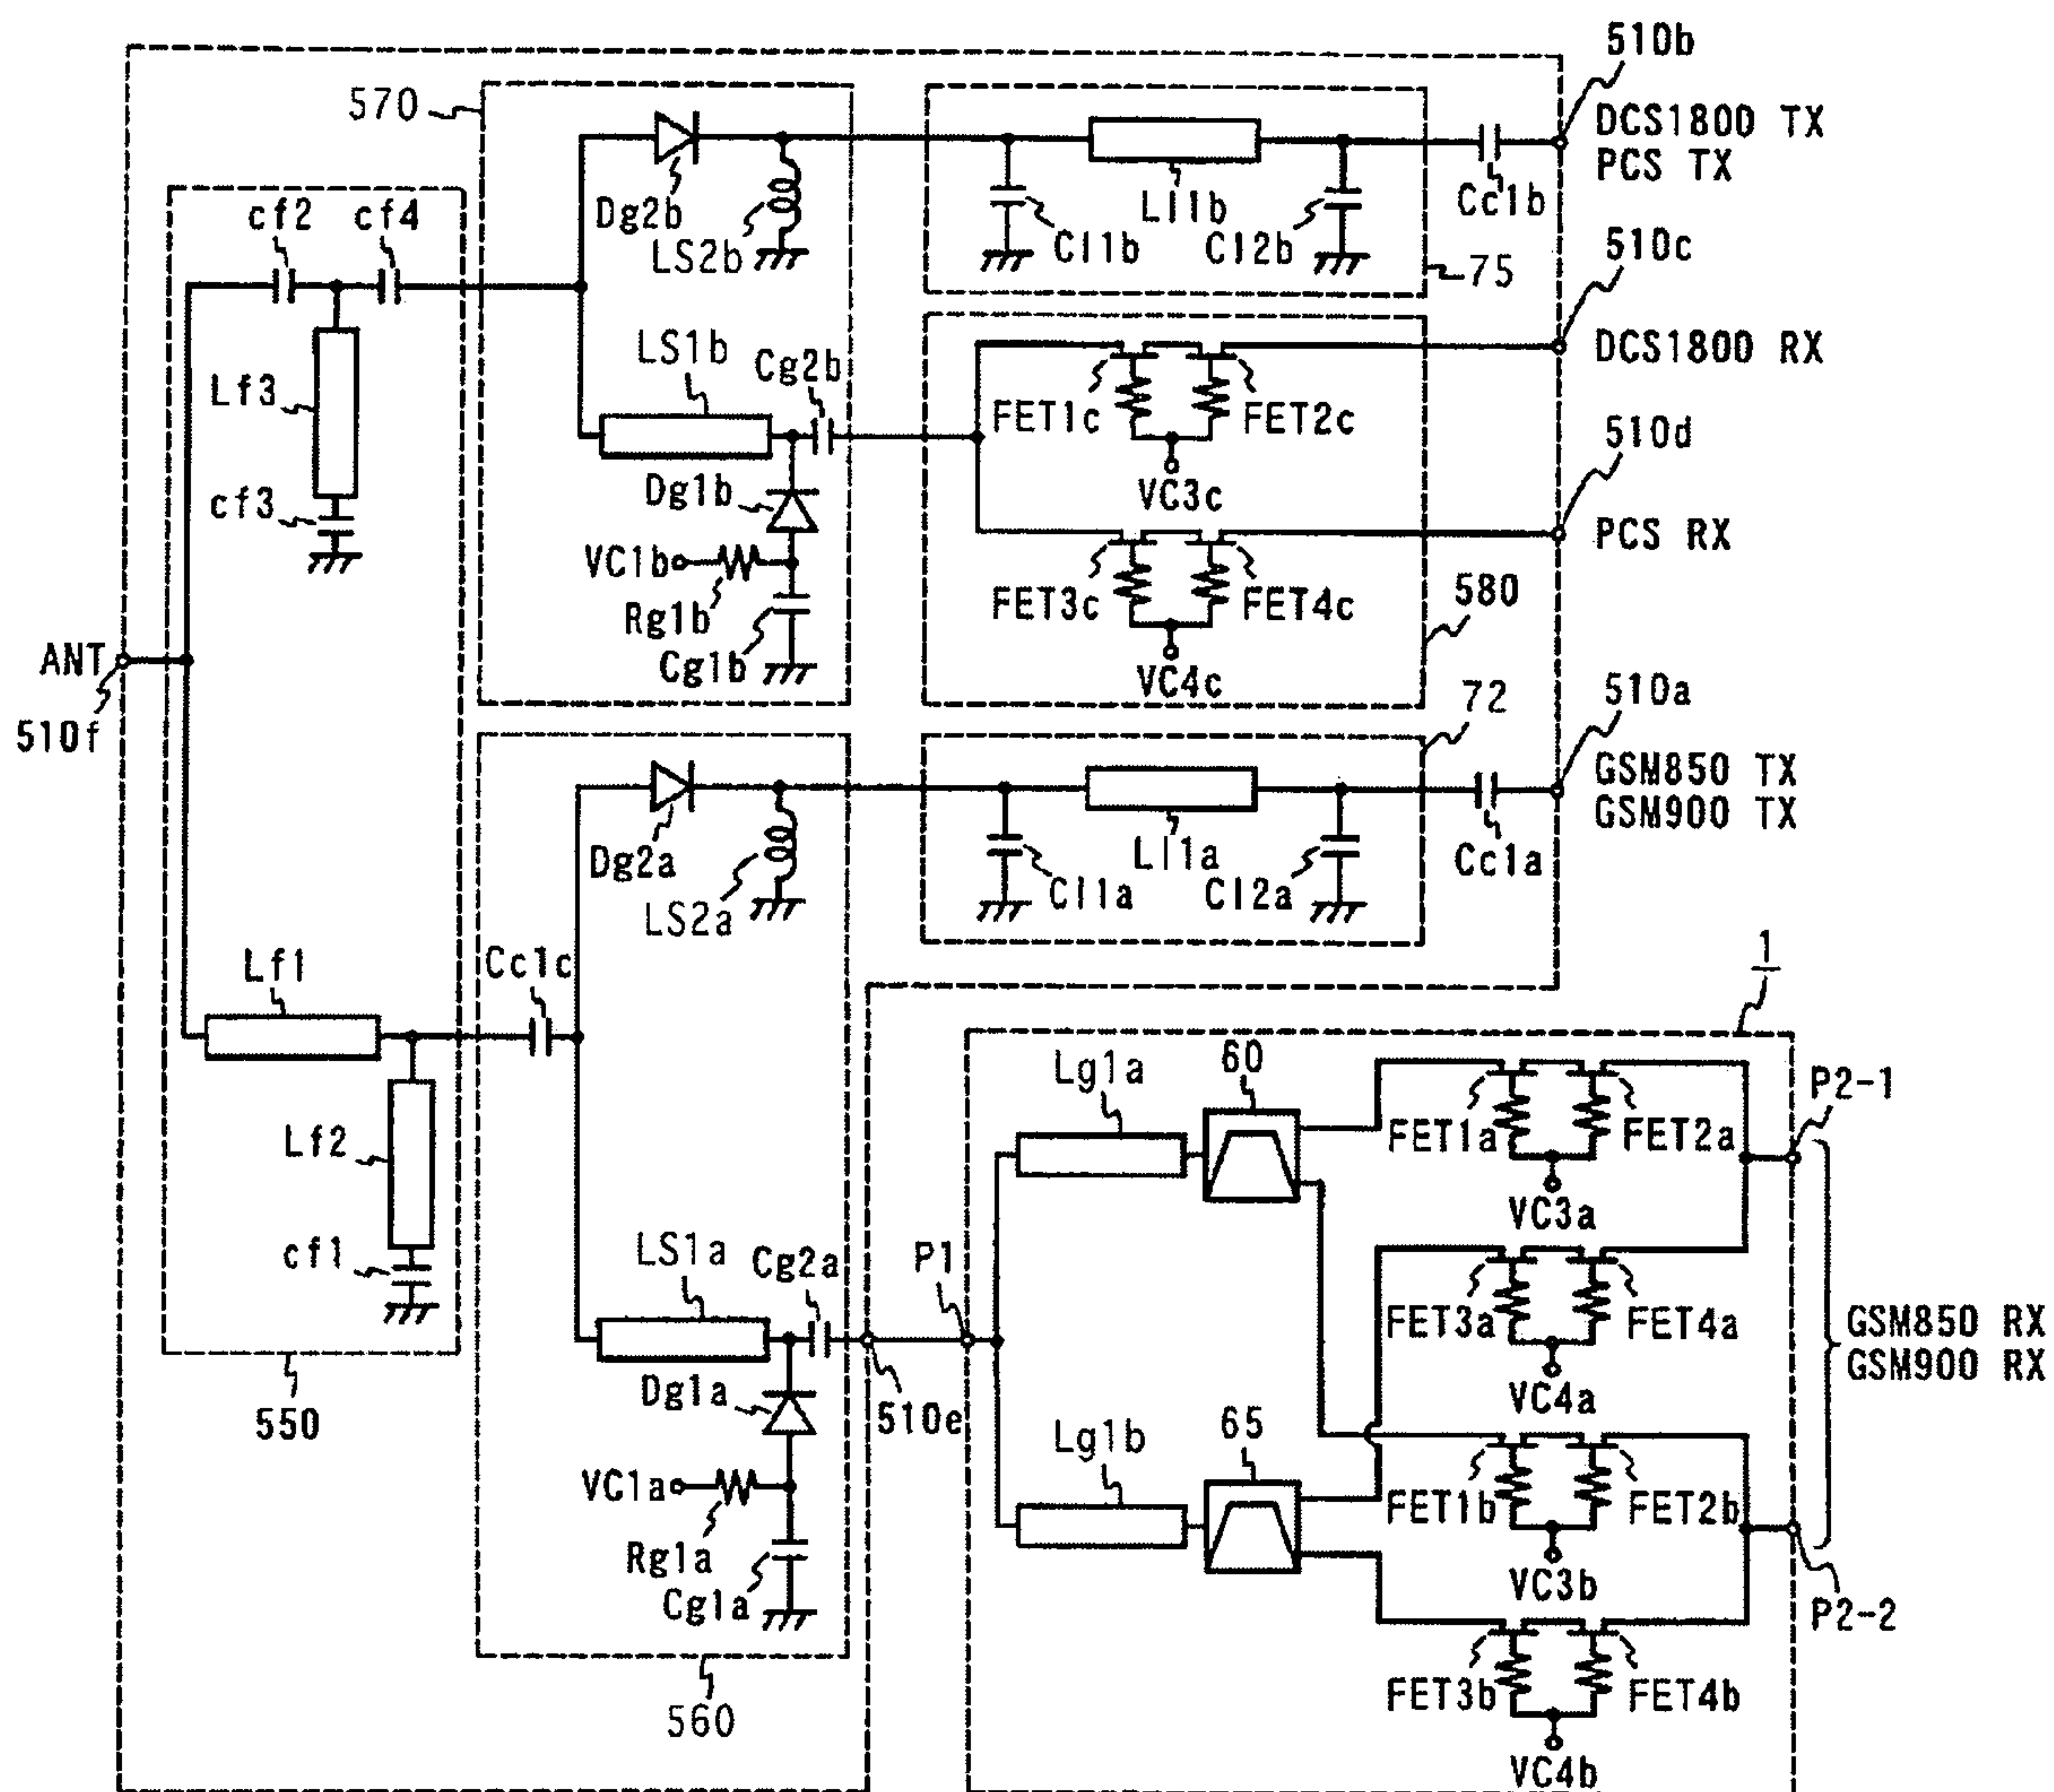 510b
570
DCS1800 TX
PCS TX
cf2
cf4
Dg2b
LS2b
Cl1b
Ll1b
Cl2b
Cc1b
75
510c
Lf3
LS1b
Cg2b
FET1c
FET2c
DCS1800 RX
VC3c
510d
cf3
Dg1b
VC1b
Rg1b
Cg1b
FET3c
FET4c
PCS RX
580
VC4c
ANT
510f
72
510a
GSM850 TX
GSM900 TX
Dg2a
LS2a
Cl1a
Ll1a
Cl2a
Cc1a
Lf1
Cc1c
1
Lf2
Lg1a
60
FET1a
FET2a
P2-1
VC3a
cf1
LS1a
Cg2a
P1
FET3a
FET4a
GSM850 RX
GSM900 RX
VC4a
550
Dg1a
510e
Lg1b
65
FET1b
FET2b
VC1a
Rg1a
Cg1a
VC3b
P2-2
560
FET3b
FET4b
VC4b